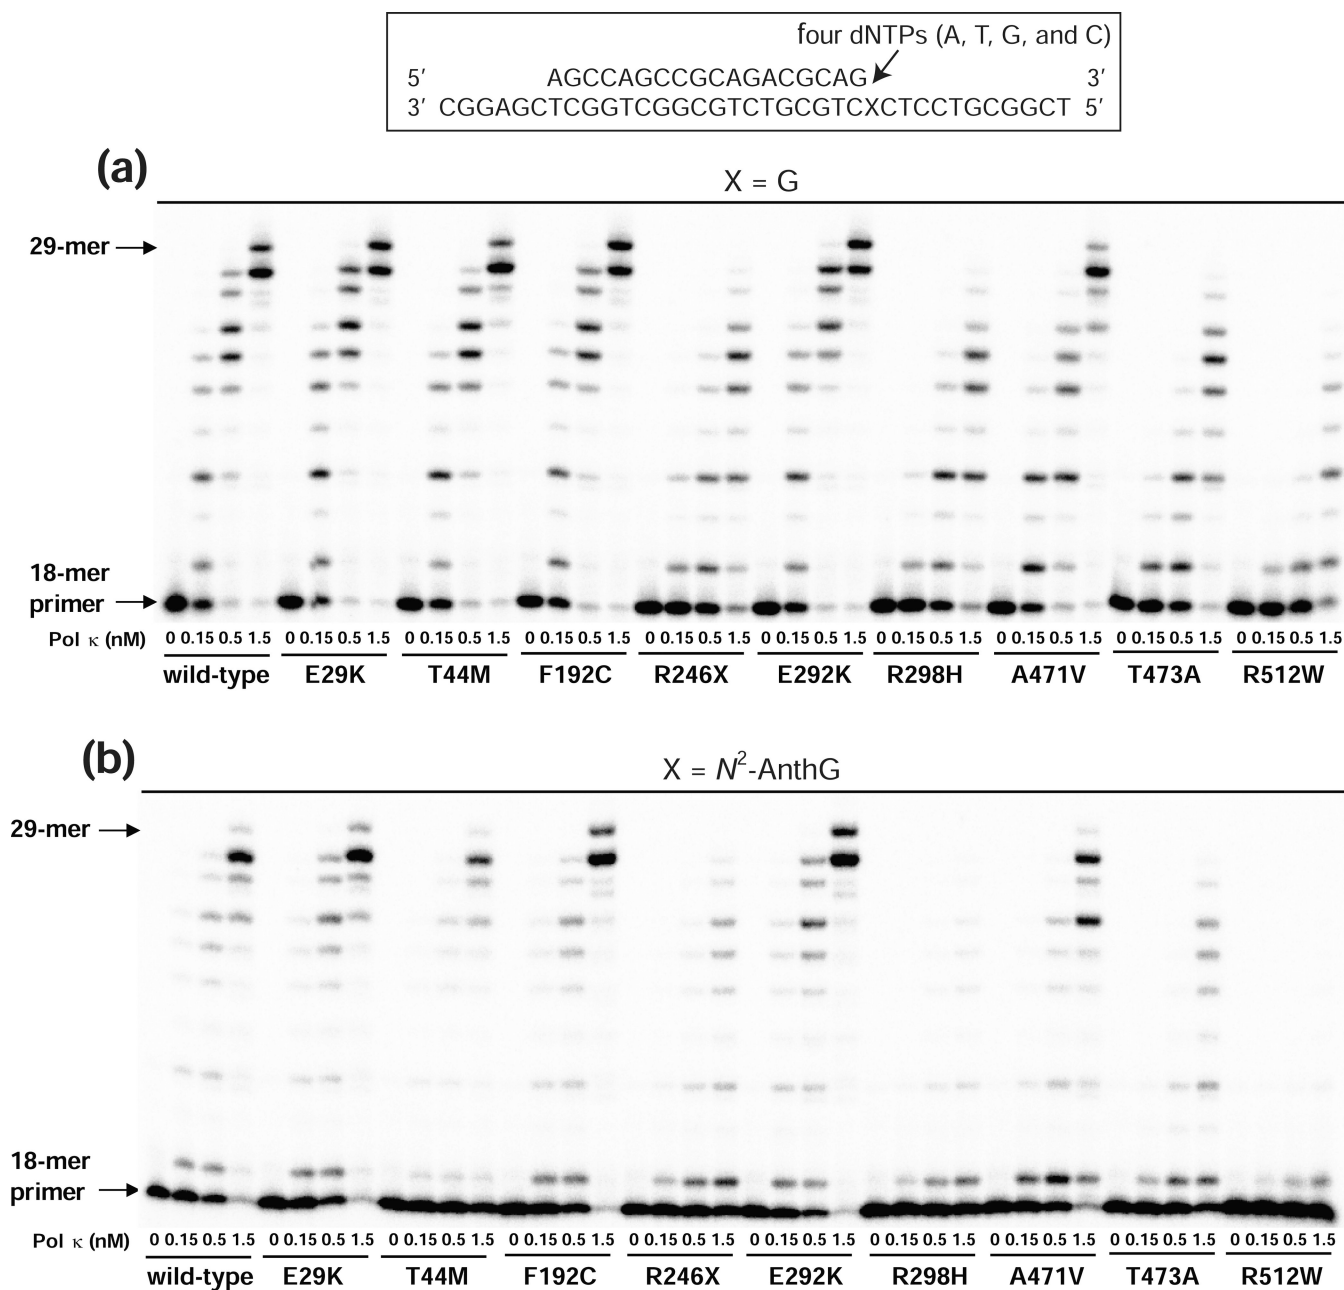 four dNTPs (A, T, G, and C)
5′ AGCCAGCCGCAGACGCAG 3′
3′ CGGAGCTCGGTCGGCGTCTGCGTCXCTCCTGCGGCT 5′
(a)
X = G
29-mer
18-mer
primer
Pol κ (nM) 0 0.15 0.5 1.5 0 0.15 0.5 1.5 0 0.15 0.5 1.5 0 0.15 0.5 1.5 0 0.15 0.5 1.5 0 0.15 0.5 1.5 0 0.15 0.5 1.5 0 0.15 0.5 1.5 0 0.15 0.5 1.5 0 0.15 0.5 1.5
wild-type E29K T44M F192C R246X E292K R298H A471V T473A R512W
(b)
X = N²-AnthG
29-mer
18-mer
primer
Pol κ (nM) 0 0.15 0.5 1.5 0 0.15 0.5 1.5 0 0.15 0.5 1.5 0 0.15 0.5 1.5 0 0.15 0.5 1.5 0 0.15 0.5 1.5 0 0.15 0.5 1.5 0 0.15 0.5 1.5 0 0.15 0.5 1.5 0 0.15 0.5 1.5
wild-type E29K T44M F192C R246X E292K R298H A471V T473A R512W